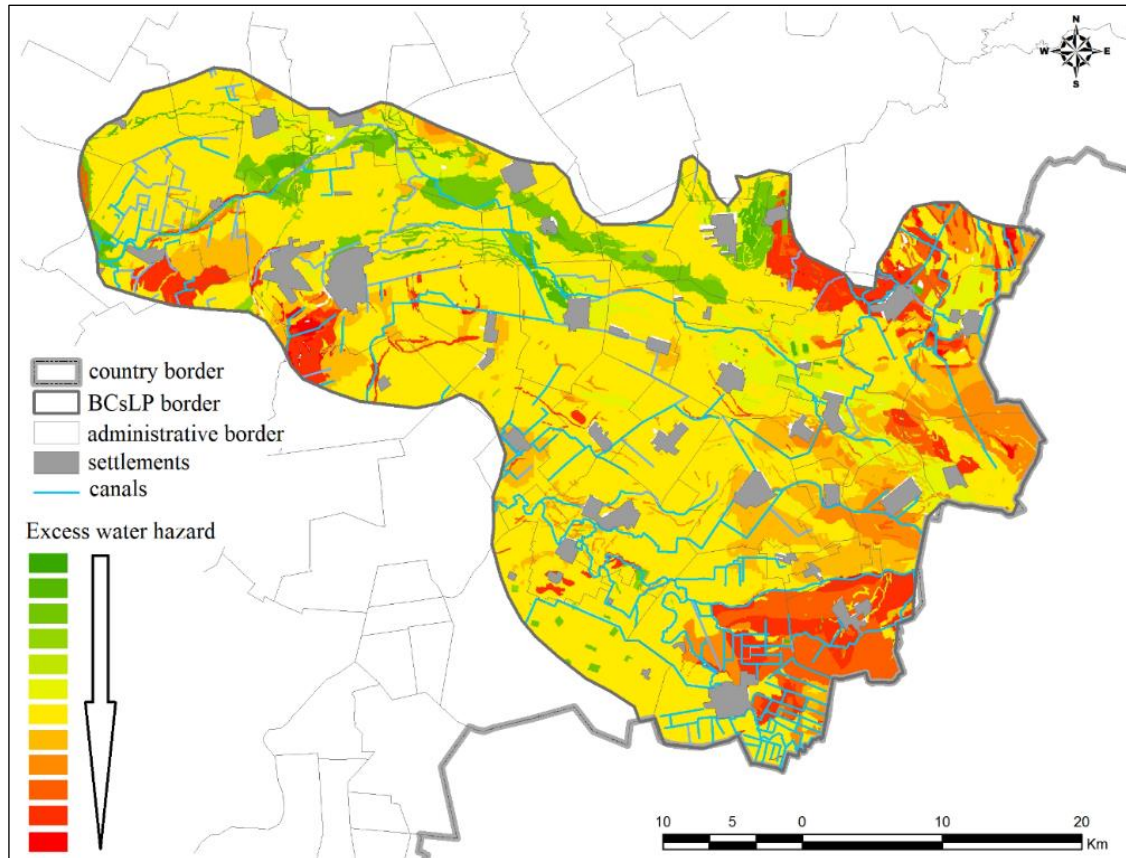 N
W E
S
country border
BCsLP border
administrative border
settlements
canals
Excess water hazard
10 5 0 10 20
Km